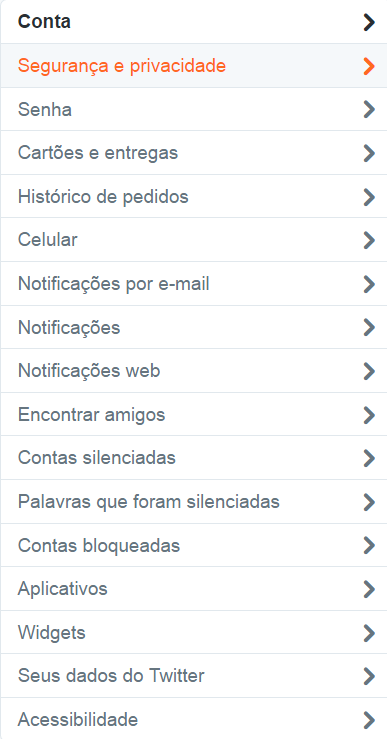 Conta
Segurança e privacidade
Senha
Cartões e entregas
Histórico de pedidos
Celular
Notificações por e-mail
Notificações
Notificações web
Encontrar amigos
Contas silenciadas
Palavras que foram silenciadas
Contas bloqueadas
Aplicativos
Widgets
Seus dados do Twitter
Acessibilidade